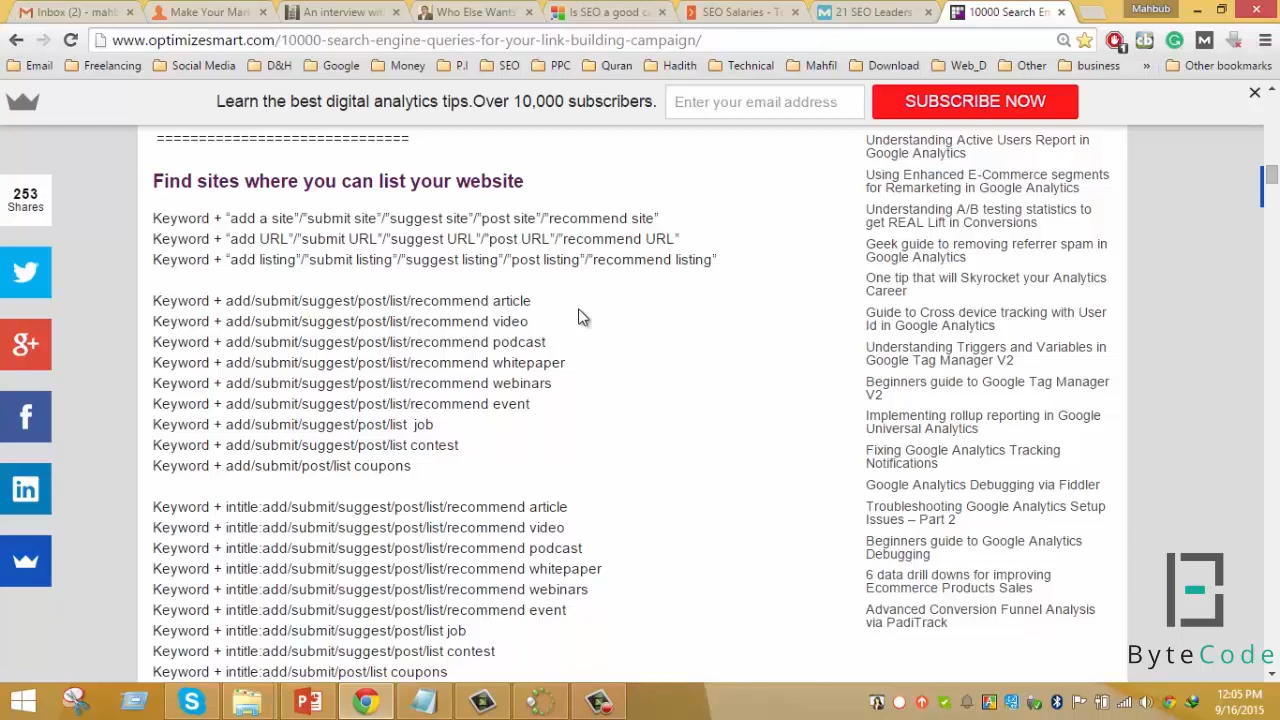 Inbox (2) - mahb
Make Your Mar
An interview wit
Who Else Wants
Is SEO a good ca
SEO Salaries - To
21 SEO Leaders
10000 Search En
Mahbub
www.optimizesmart.com/10000-search-engine-queries-for-your-link-building-campaign/
Email
Freelancing
Social Media
D&H
Google
Money
P.I
SEO
PPC
Quran
Hadith
Technical
Mahfil
Download
Web_D
Other
business
»
Other bookmarks
Learn the best digital analytics tips.Over 10,000 subscribers.
Enter your email address
SUBSCRIBE NOW
==============================
Find sites where you can list your website
Keyword + “add a site”/”submit site”/”suggest site”/”post site”/”recommend site”
Keyword + “add URL”/”submit URL”/”suggest URL”/”post URL”/”recommend URL”
Keyword + “add listing”/”submit listing”/”suggest listing”/”post listing”/”recommend listing”
Keyword + add/submit/suggest/post/list/recommend article
Keyword + add/submit/suggest/post/list/recommend video
Keyword + add/submit/suggest/post/list/recommend podcast
Keyword + add/submit/suggest/post/list/recommend whitepaper
Keyword + add/submit/suggest/post/list/recommend webinars
Keyword + add/submit/suggest/post/list/recommend event
Keyword + add/submit/suggest/post/list job
Keyword + add/submit/suggest/post/list contest
Keyword + add/submit/post/list coupons
Keyword + intitle:add/submit/suggest/post/list/recommend article
Keyword + intitle:add/submit/suggest/post/list/recommend video
Keyword + intitle:add/submit/suggest/post/list/recommend podcast
Keyword + intitle:add/submit/suggest/post/list/recommend whitepaper
Keyword + intitle:add/submit/suggest/post/list/recommend webinars
Keyword + intitle:add/submit/suggest/post/list/recommend event
Keyword + intitle:add/submit/suggest/post/list job
Keyword + intitle:add/submit/suggest/post/list contest
Keyword + intitle:add/submit/post/list coupons
253
Shares
Understanding Active Users Report in
Google Analytics
Using Enhanced E-Commerce segments
for Remarketing in Google Analytics
Understanding A/B testing statistics to
get REAL Lift in Conversions
Geek guide to removing referrer spam in
Google Analytics
One tip that will Skyrocket your Analytics
Career
Guide to Cross device tracking with User
Id in Google Analytics
Understanding Triggers and Variables in
Google Tag Manager V2
Beginners guide to Google Tag Manager
V2
Implementing rollup reporting in Google
Universal Analytics
Fixing Google Analytics Tracking
Notifications
Google Analytics Debugging via Fiddler
Troubleshooting Google Analytics Setup
Issues – Part 2
Beginners guide to Google Analytics
Debugging
6 data drill downs for improving
Ecommerce Products Sales
Advanced Conversion Funnel Analysis
via PadiTrack
ByteCode
12:05 PM
9/16/2015